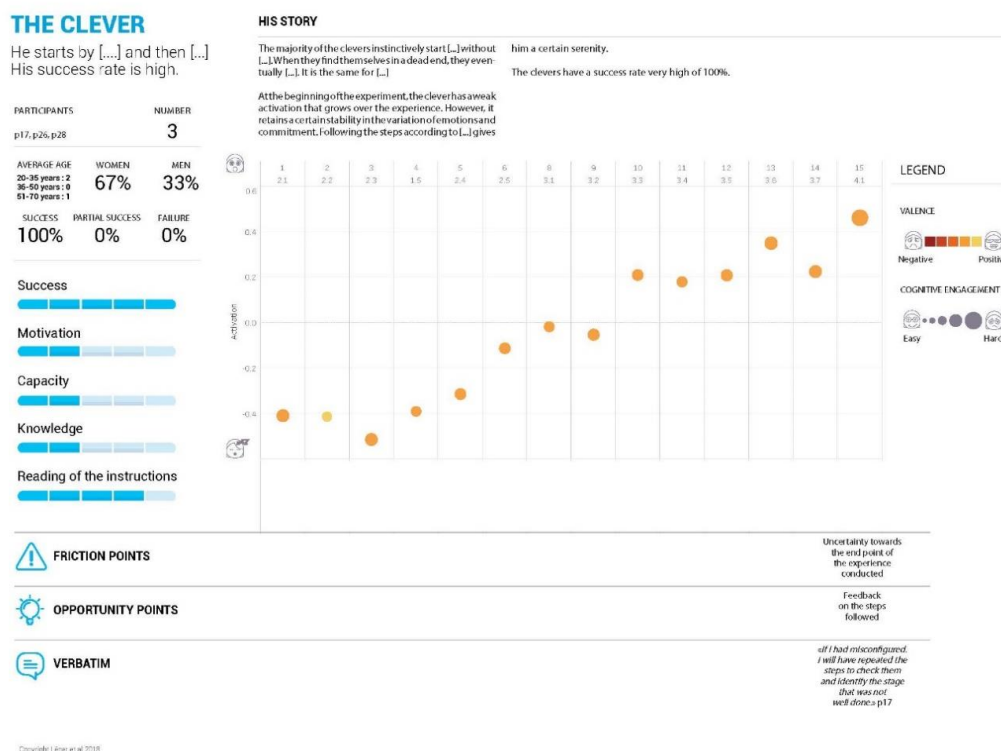 THE CLEVER
He starts by [....] and then [...]
His success rate is high.
PARTICIPANTS NUMBER
p17, p26, p28 3
AVERAGE AGE WOMEN MEN
20-35 years : 2
36-50 years : 0
51-70 years : 1
67% 33%
SUCCESS PARTIAL SUCCESS FAILURE
100% 0% 0%
Success
Motivation
Capacity
Knowledge
Reading of the instructions
HIS STORY
The majority of the clevers instinctively start [...] without
[...]. When they find themselves in a dead end, they even-
tually [...]. It is the same for [...]
At the beginning of the experiment, the clever has a weak
activation that grows over the experience. However, it
retains a certain stability in the variation of emotions and
commitment. Following the steps according to [...] gives
him a certain serenity.
The clevers have a success rate very high of 100%.
1 2 3 4 5 6 8 9 10 11 12 13 14 15
2.1 2.2 2.3 1.5 2.4 2.5 3.1 3.2 3.3 3.4 3.5 3.6 3.7 4.1
0.6
0.4
0.2
0.0
-0.2
-0.4
Activation
LEGEND
VALENCE
Negative Positiv
COGNITIVE ENGAGEMENT
Easy Hard
FRICTION POINTS
Uncertainty towards
the end point of
the experience
conducted
OPPORTUNITY POINTS
Feedback
on the steps
followed
VERBATIM
«If I had misconfigured,
I will have repeated the
steps to check them
and identify the stage
that was not
well done.» p17
Copyright Léger et al 2018